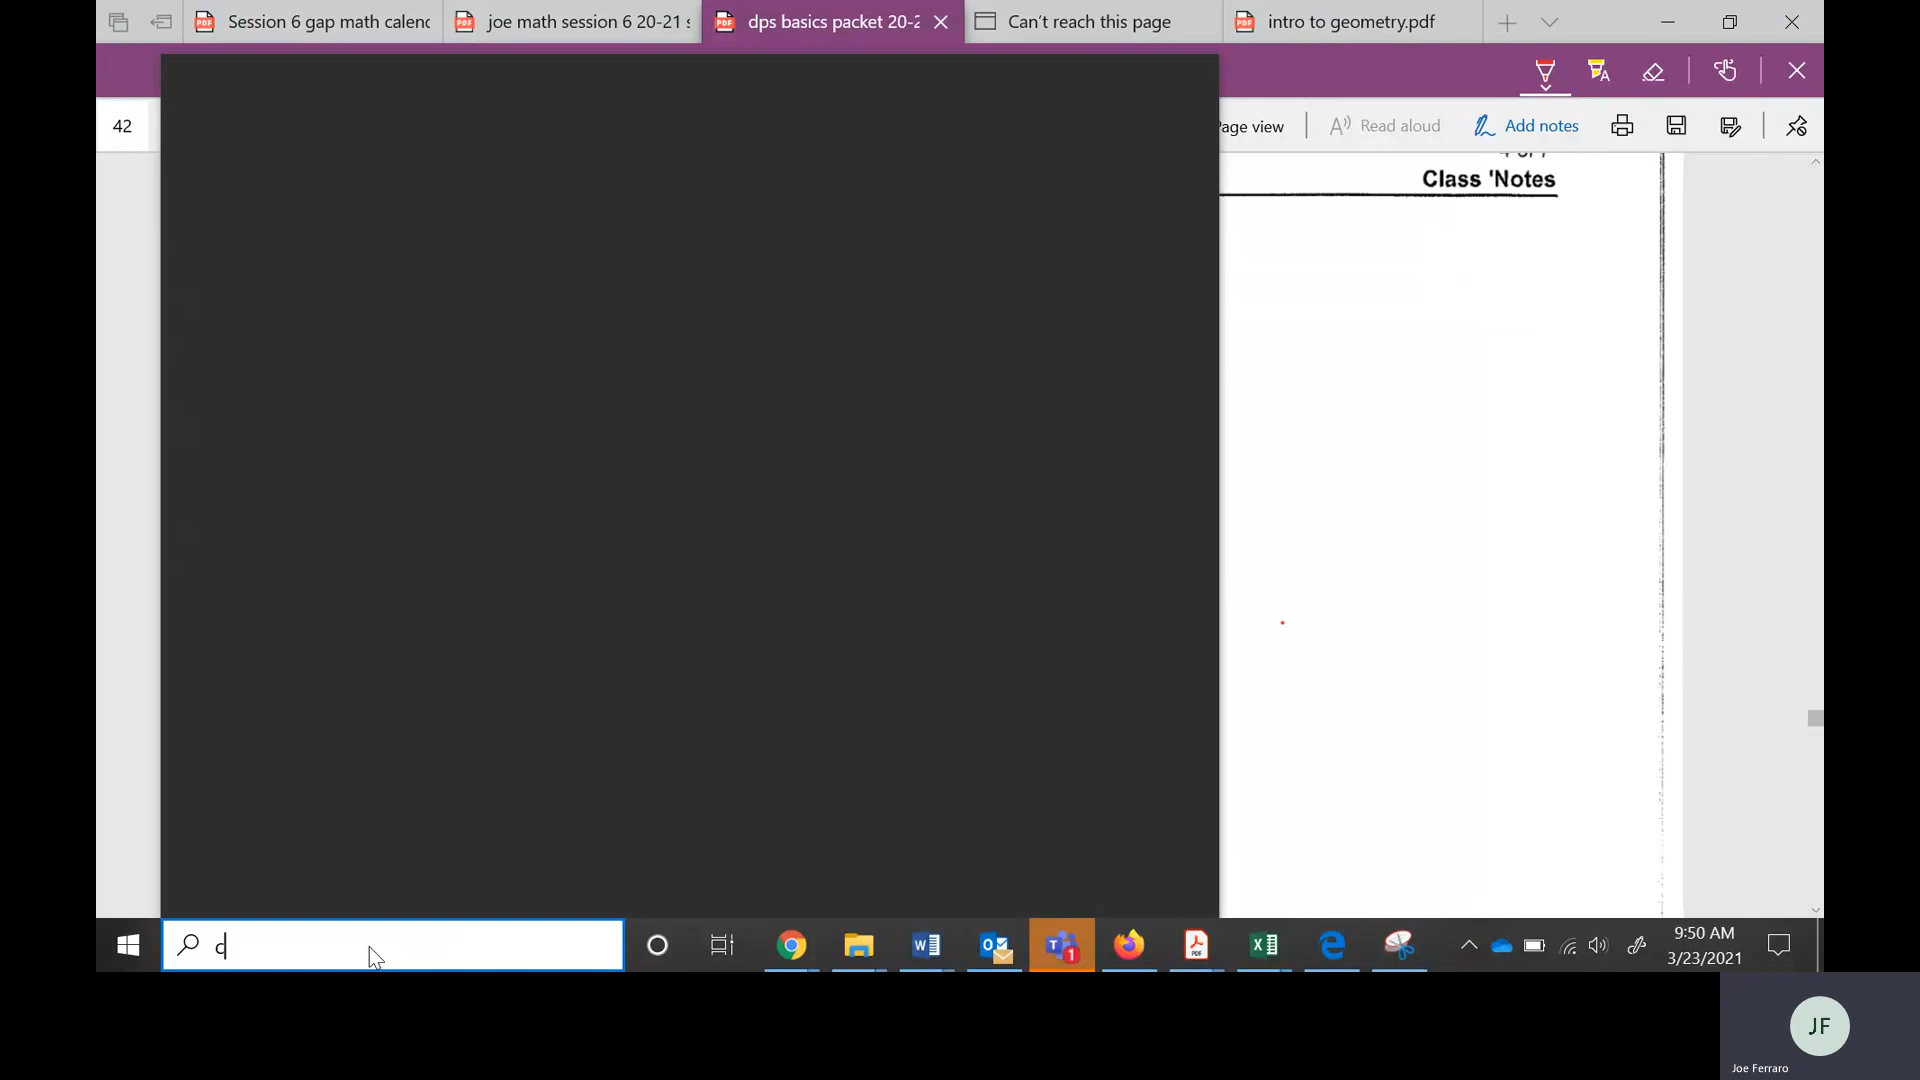 Session 6 gap math calenc
joe math session 6 20-21 s
dps basics packet 20-2
Can't reach this page
intro to geometry.pdf
42
Page view
Read aloud
Add notes
Class 'Notes
c
9:50 AM
3/23/2021
JF
Joe Ferraro